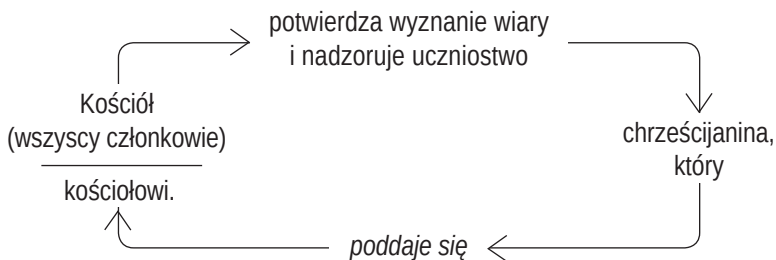 potwierdza wyznanie wiary
i nadzoruje uczniostwo
Kościół
(wszyscy członkowie)
chrześcijanina,
który
kościołowi.
poddaje się